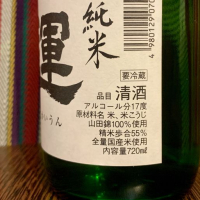 純米
要冷蔵
品目 清酒
アルコール分17度
原材料名 米、米こうじ
山田錦100%使用
精米歩合55%
全量国産米使用
内容量720ml